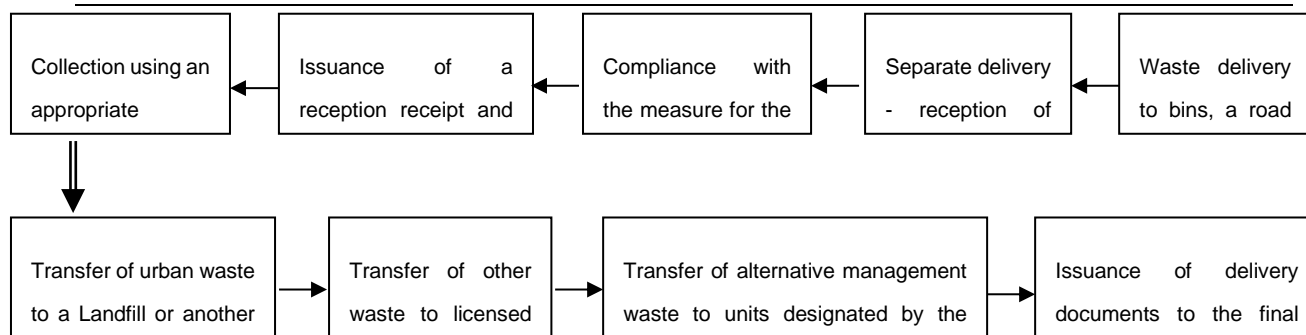 Collection using an
appropriate
Issuance of a
reception receipt and
Compliance with
the measure for the
Separate delivery
- reception of
Waste delivery
to bins, a road
Transfer of urban waste
to a Landfill or another
Transfer of other
waste to licensed
Transfer of alternative management
waste to units designated by the
Issuance of delivery
documents to the final